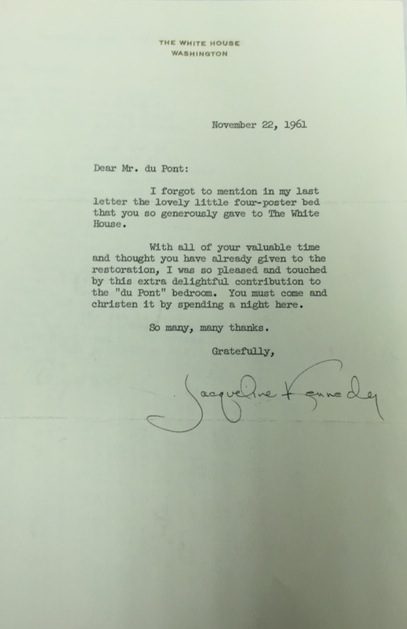 THE WHITE HOUSE
WASHINGTON
November 22, 1961
Dear Mr. du Pont:
I forgot to mention in my last
letter the lovely little four-poster bed
that you so generously gave to The White
House.
With all of your valuable time
and thought you have already given to the
restoration, I was so pleased and touched
by this extra delightful contribution to
the "du Pont" bedroom. You must come and
christen it by spending a night here.
So many, many thanks.
Gratefully,
Jacqueline Kennedy